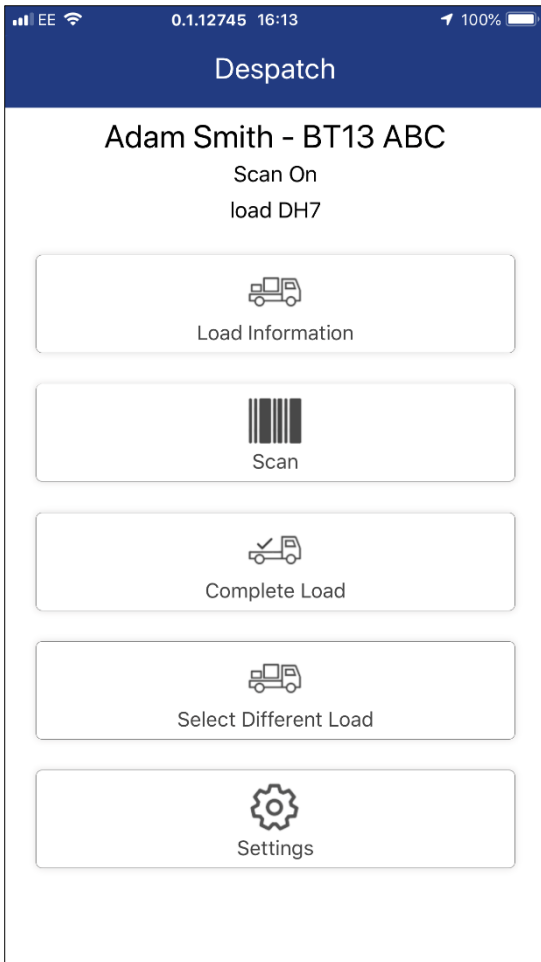 EE 0.1.12745 16:13 100%
Despatch
Adam Smith - BT13 ABC
Scan On
load DH7
Load Information
Scan
Complete Load
Select Different Load
Settings